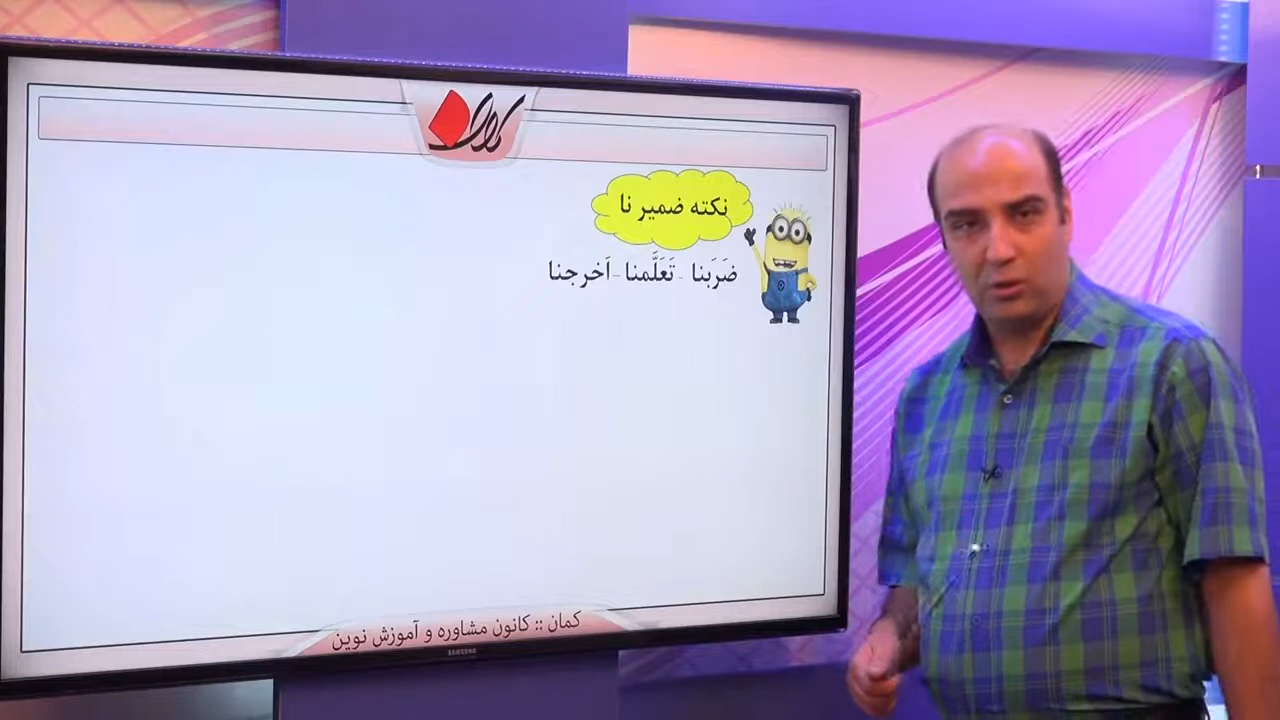 کمان
نکته ضمیر نا
ضَرَبنا - تَعَلَّمنا - اَخرجنا
کمان :: کانون مشاوره و آموزش نوین
SAMSUNG